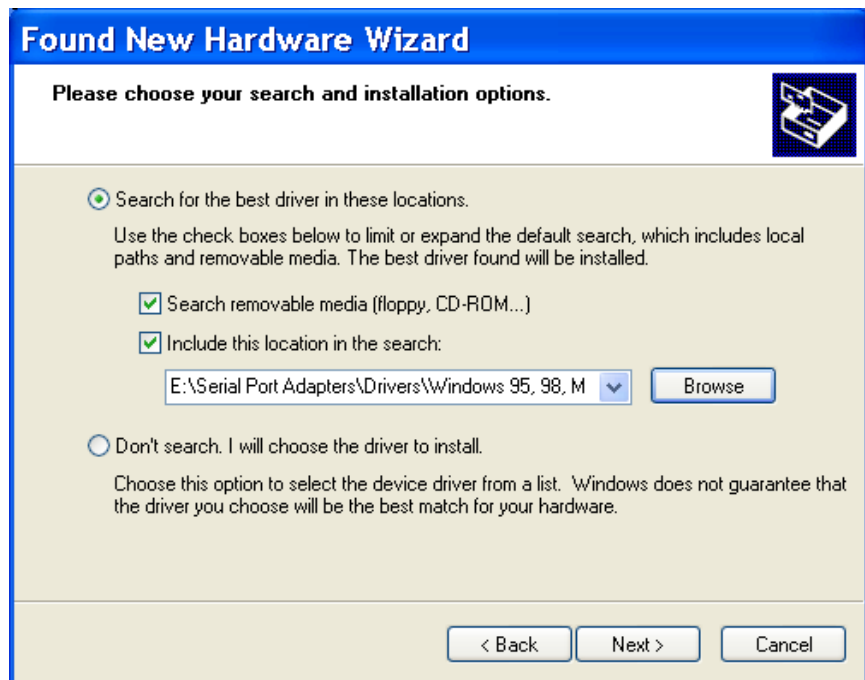 Found New Hardware Wizard
Please choose your search and installation options.
Search for the best driver in these locations.
Use the check boxes below to limit or expand the default search, which includes local
paths and removable media. The best driver found will be installed.
Search removable media (floppy, CD-ROM...)
Include this location in the search:
E:\Serial Port Adapters\Drivers\Windows 95, 98, M
Browse
Don't search. I will choose the driver to install.
Choose this option to select the device driver from a list. Windows does not guarantee that
the driver you choose will be the best match for your hardware.
< Back Next > Cancel